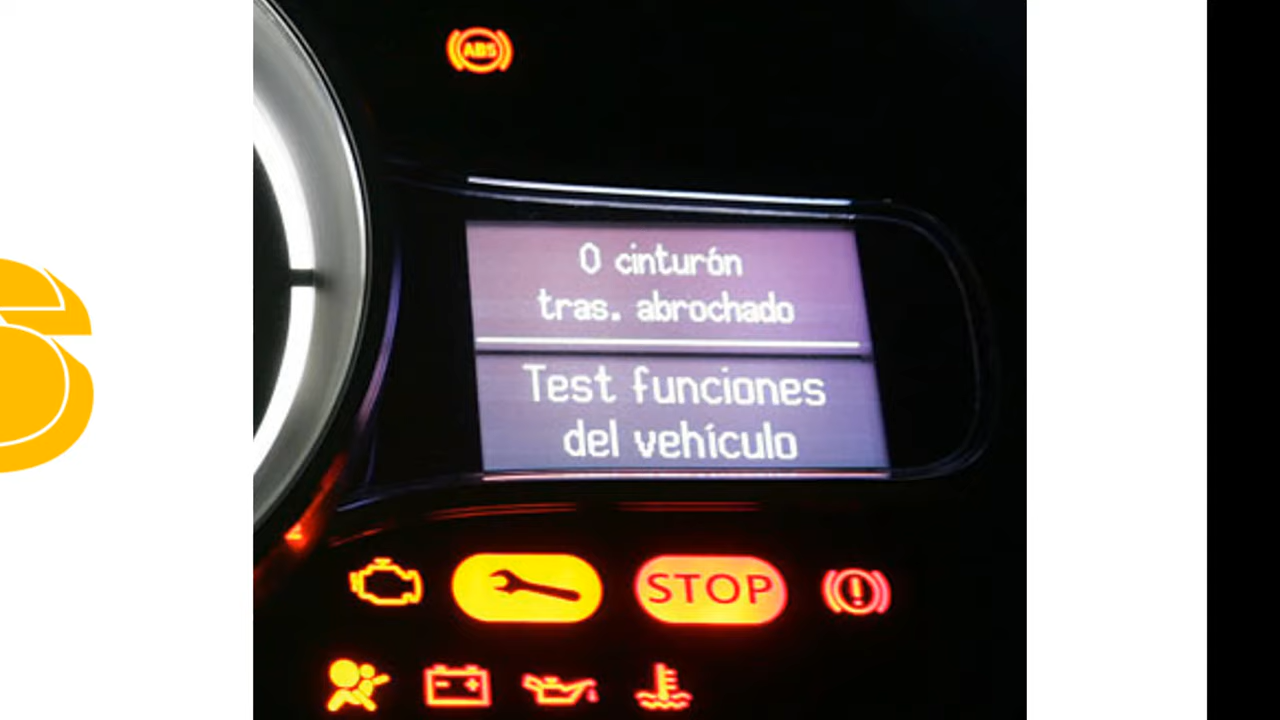 ABS
0 cinturón
tras. abrochado
Test funciones
del vehículo
STOP